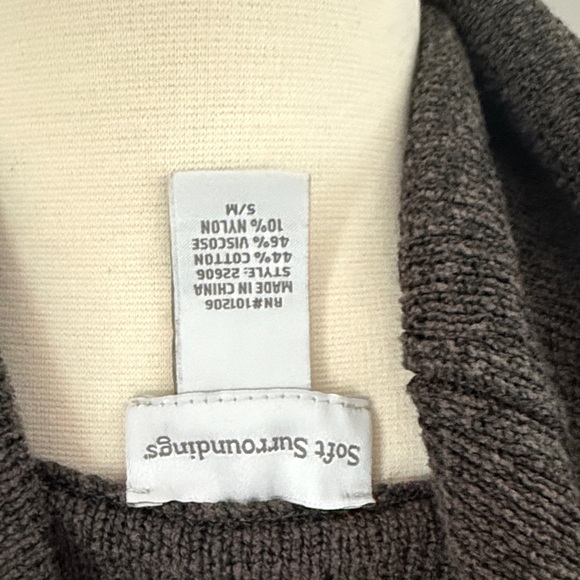 Soft Surroundings®
RN#101206
MADE IN CHINA
STYLE: 22606
44% COTTON
46% VISCOSE
10% NYLON
S/M